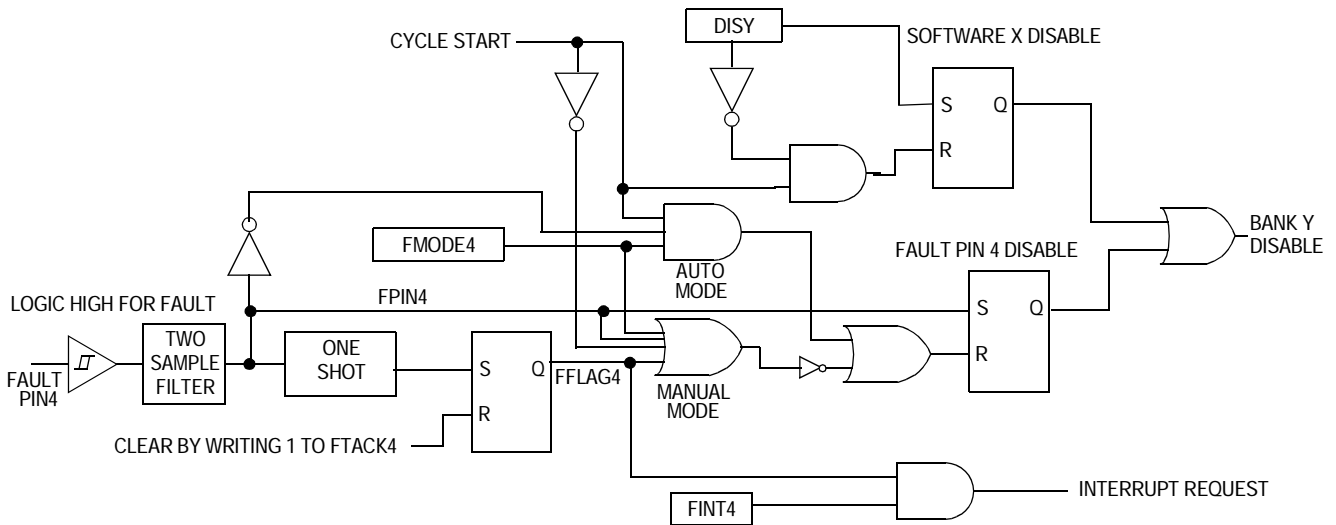 DISY
CYCLE START
SOFTWARE X DISABLE
S
Q
R
BANK Y
DISABLE
FMODE4
AUTO
MODE
FAULT PIN 4 DISABLE
LOGIC HIGH FOR FAULT
FPIN4
S
Q
R
TWO
SAMPLE
FILTER
ONE
SHOT
FAULT
PIN4
S
Q
R
FFLAG4
MANUAL
MODE
CLEAR BY WRITING 1 TO FTACK4
FINT4
INTERRUPT REQUEST